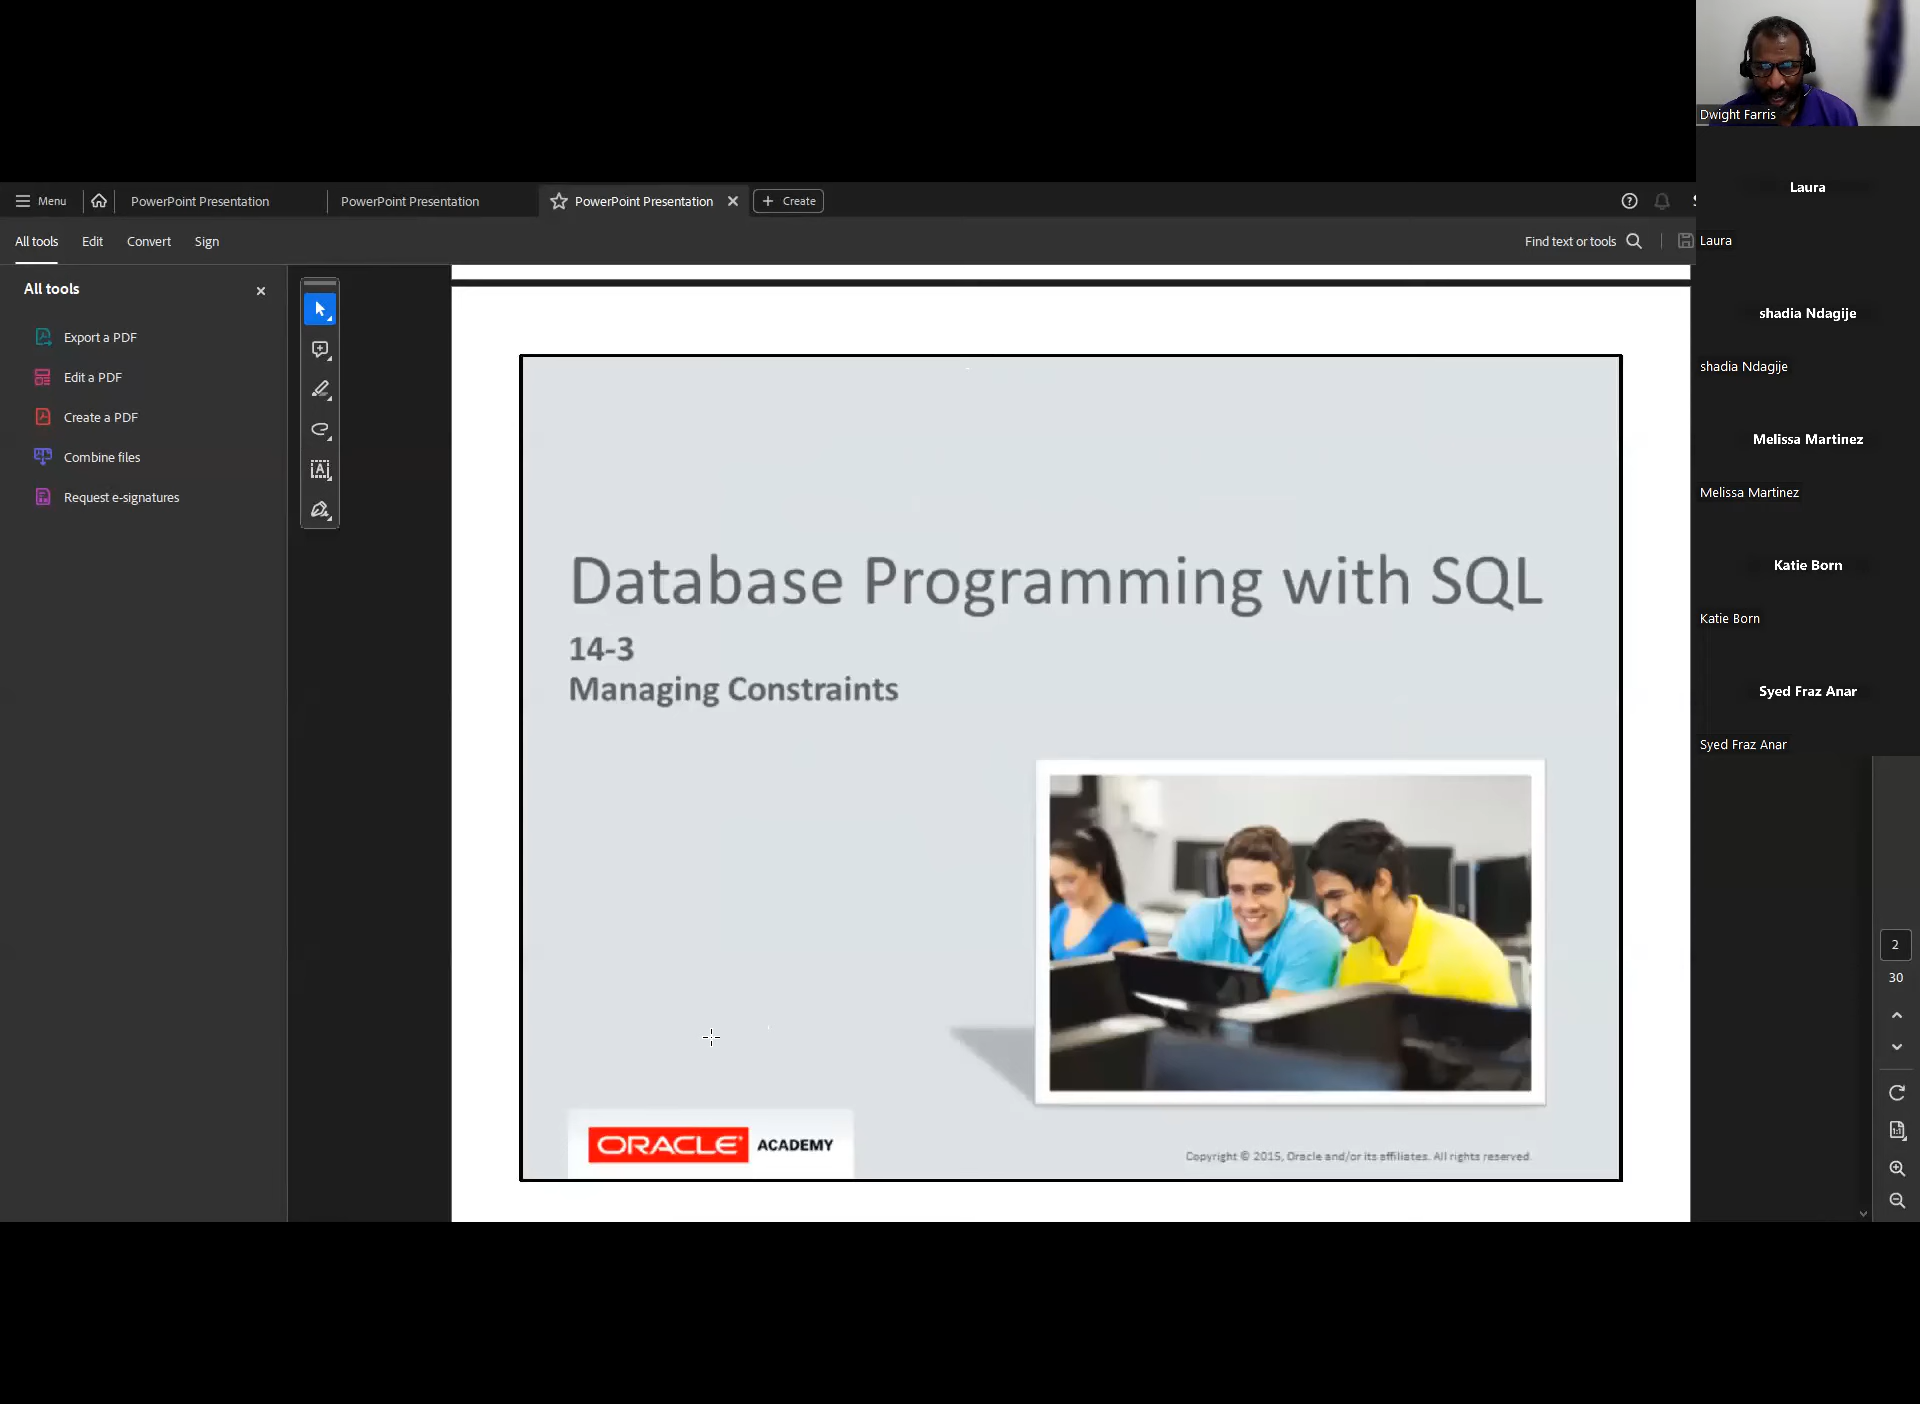 Dwight Farris
Menu
PowerPoint Presentation
PowerPoint Presentation
PowerPoint Presentation
Create
All tools
Edit
Convert
Sign
Find text or tools
All tools
Export a PDF
Edit a PDF
Create a PDF
Combine files
Request e-signatures
Database Programming with SQL
14-3
Managing Constraints
ORACLE ACADEMY
Copyright © 2015, Oracle and/or its affiliates. All rights reserved.
Laura
Laura
shadia Ndagije
shadia Ndagije
Melissa Martinez
Melissa Martinez
Katie Born
Katie Born
Syed Fraz Anar
Syed Fraz Anar
2
30